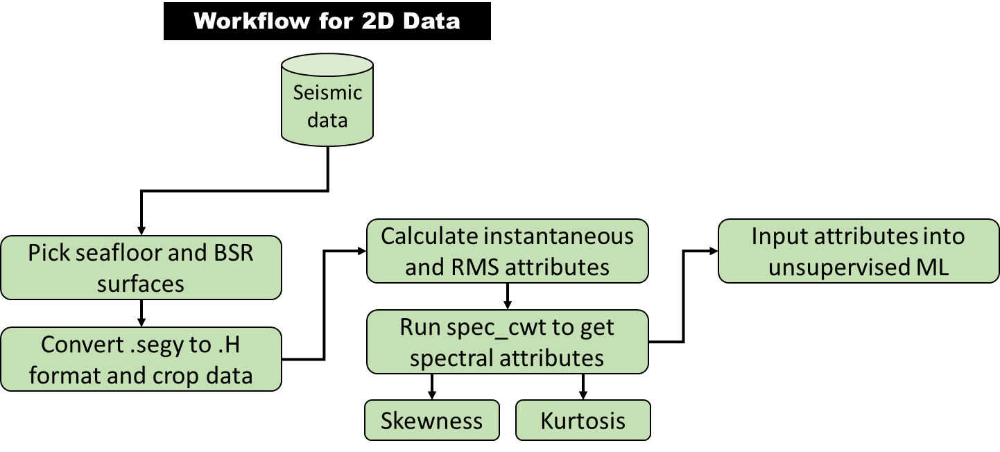 Workflow for 2D Data
Seismic
data
Pick seafloor and BSR
surfaces
Convert .segy to .H
format and crop data
Calculate instantaneous
and RMS attributes
Run spec_cwt to get
spectral attributes
Skewness
Kurtosis
Input attributes into
unsupervised ML